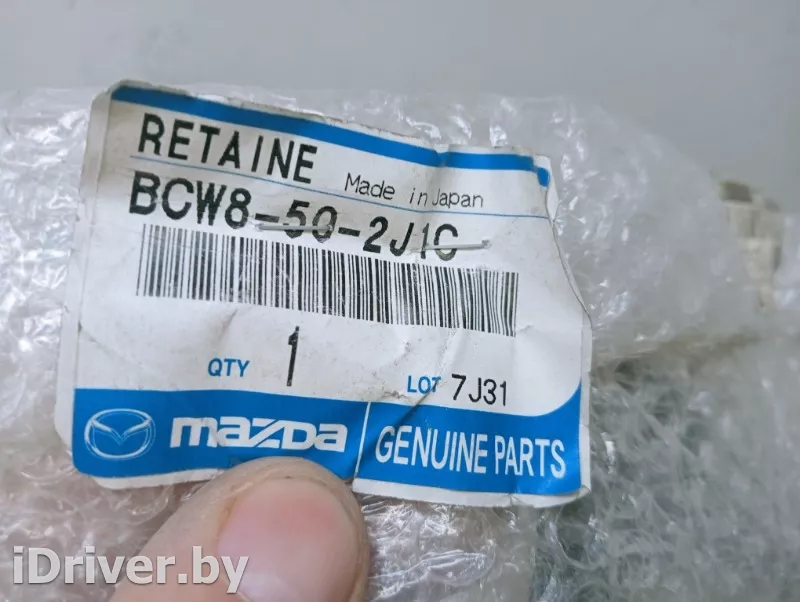 RETAINE
Made in Japan
BCW8-50-2J1C
QTY 1
LOT 7J31
mazda
GENUINE PARTS
iDriver.by